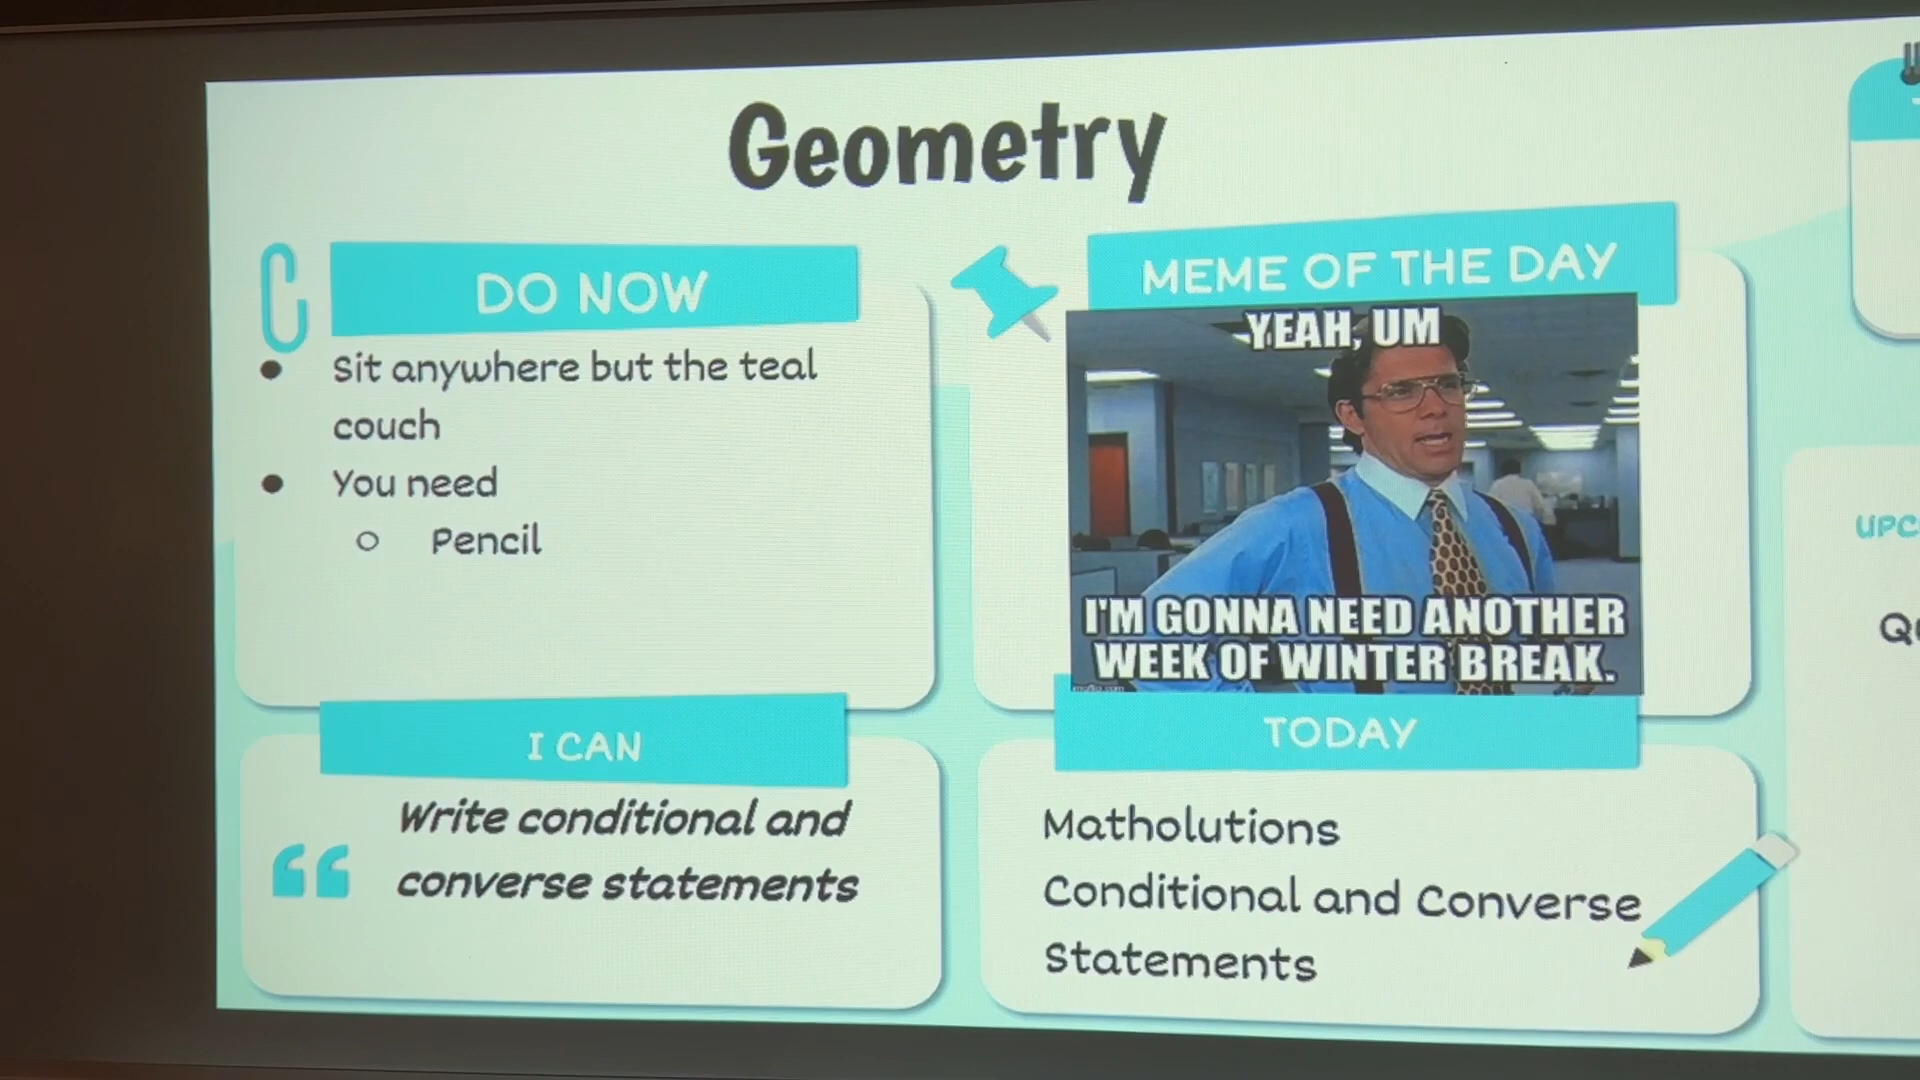 Geometry
DO NOW
Sit anywhere but the teal
couch
You need
Pencil
MEME OF THE DAY
YEAH, UM
I'M GONNA NEED ANOTHER
WEEK OF WINTER BREAK.
I CAN
Write conditional and
converse statements
TODAY
Matholutions
Conditional and Converse
Statements